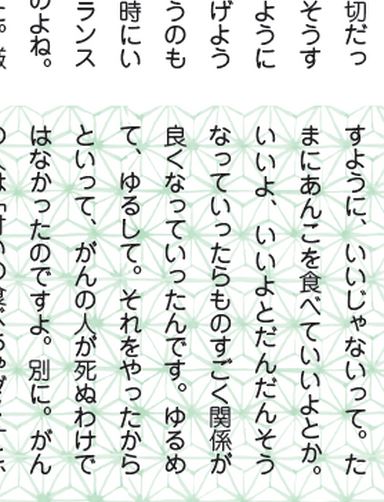 切だっ
そうす
ように
げよう
うのも
時にい
ランス
のよね。
すように、いいじゃないって。た
まにあんこを食べていいよとか。
いいよ、いいよとだんだんそう
なっていったらものすごく関係が
良くなっていったんです。ゆるめ
て、ゆるして。それをやったから
といって、がんの人が死ぬわけで
はなかったのですよ。別に。がん